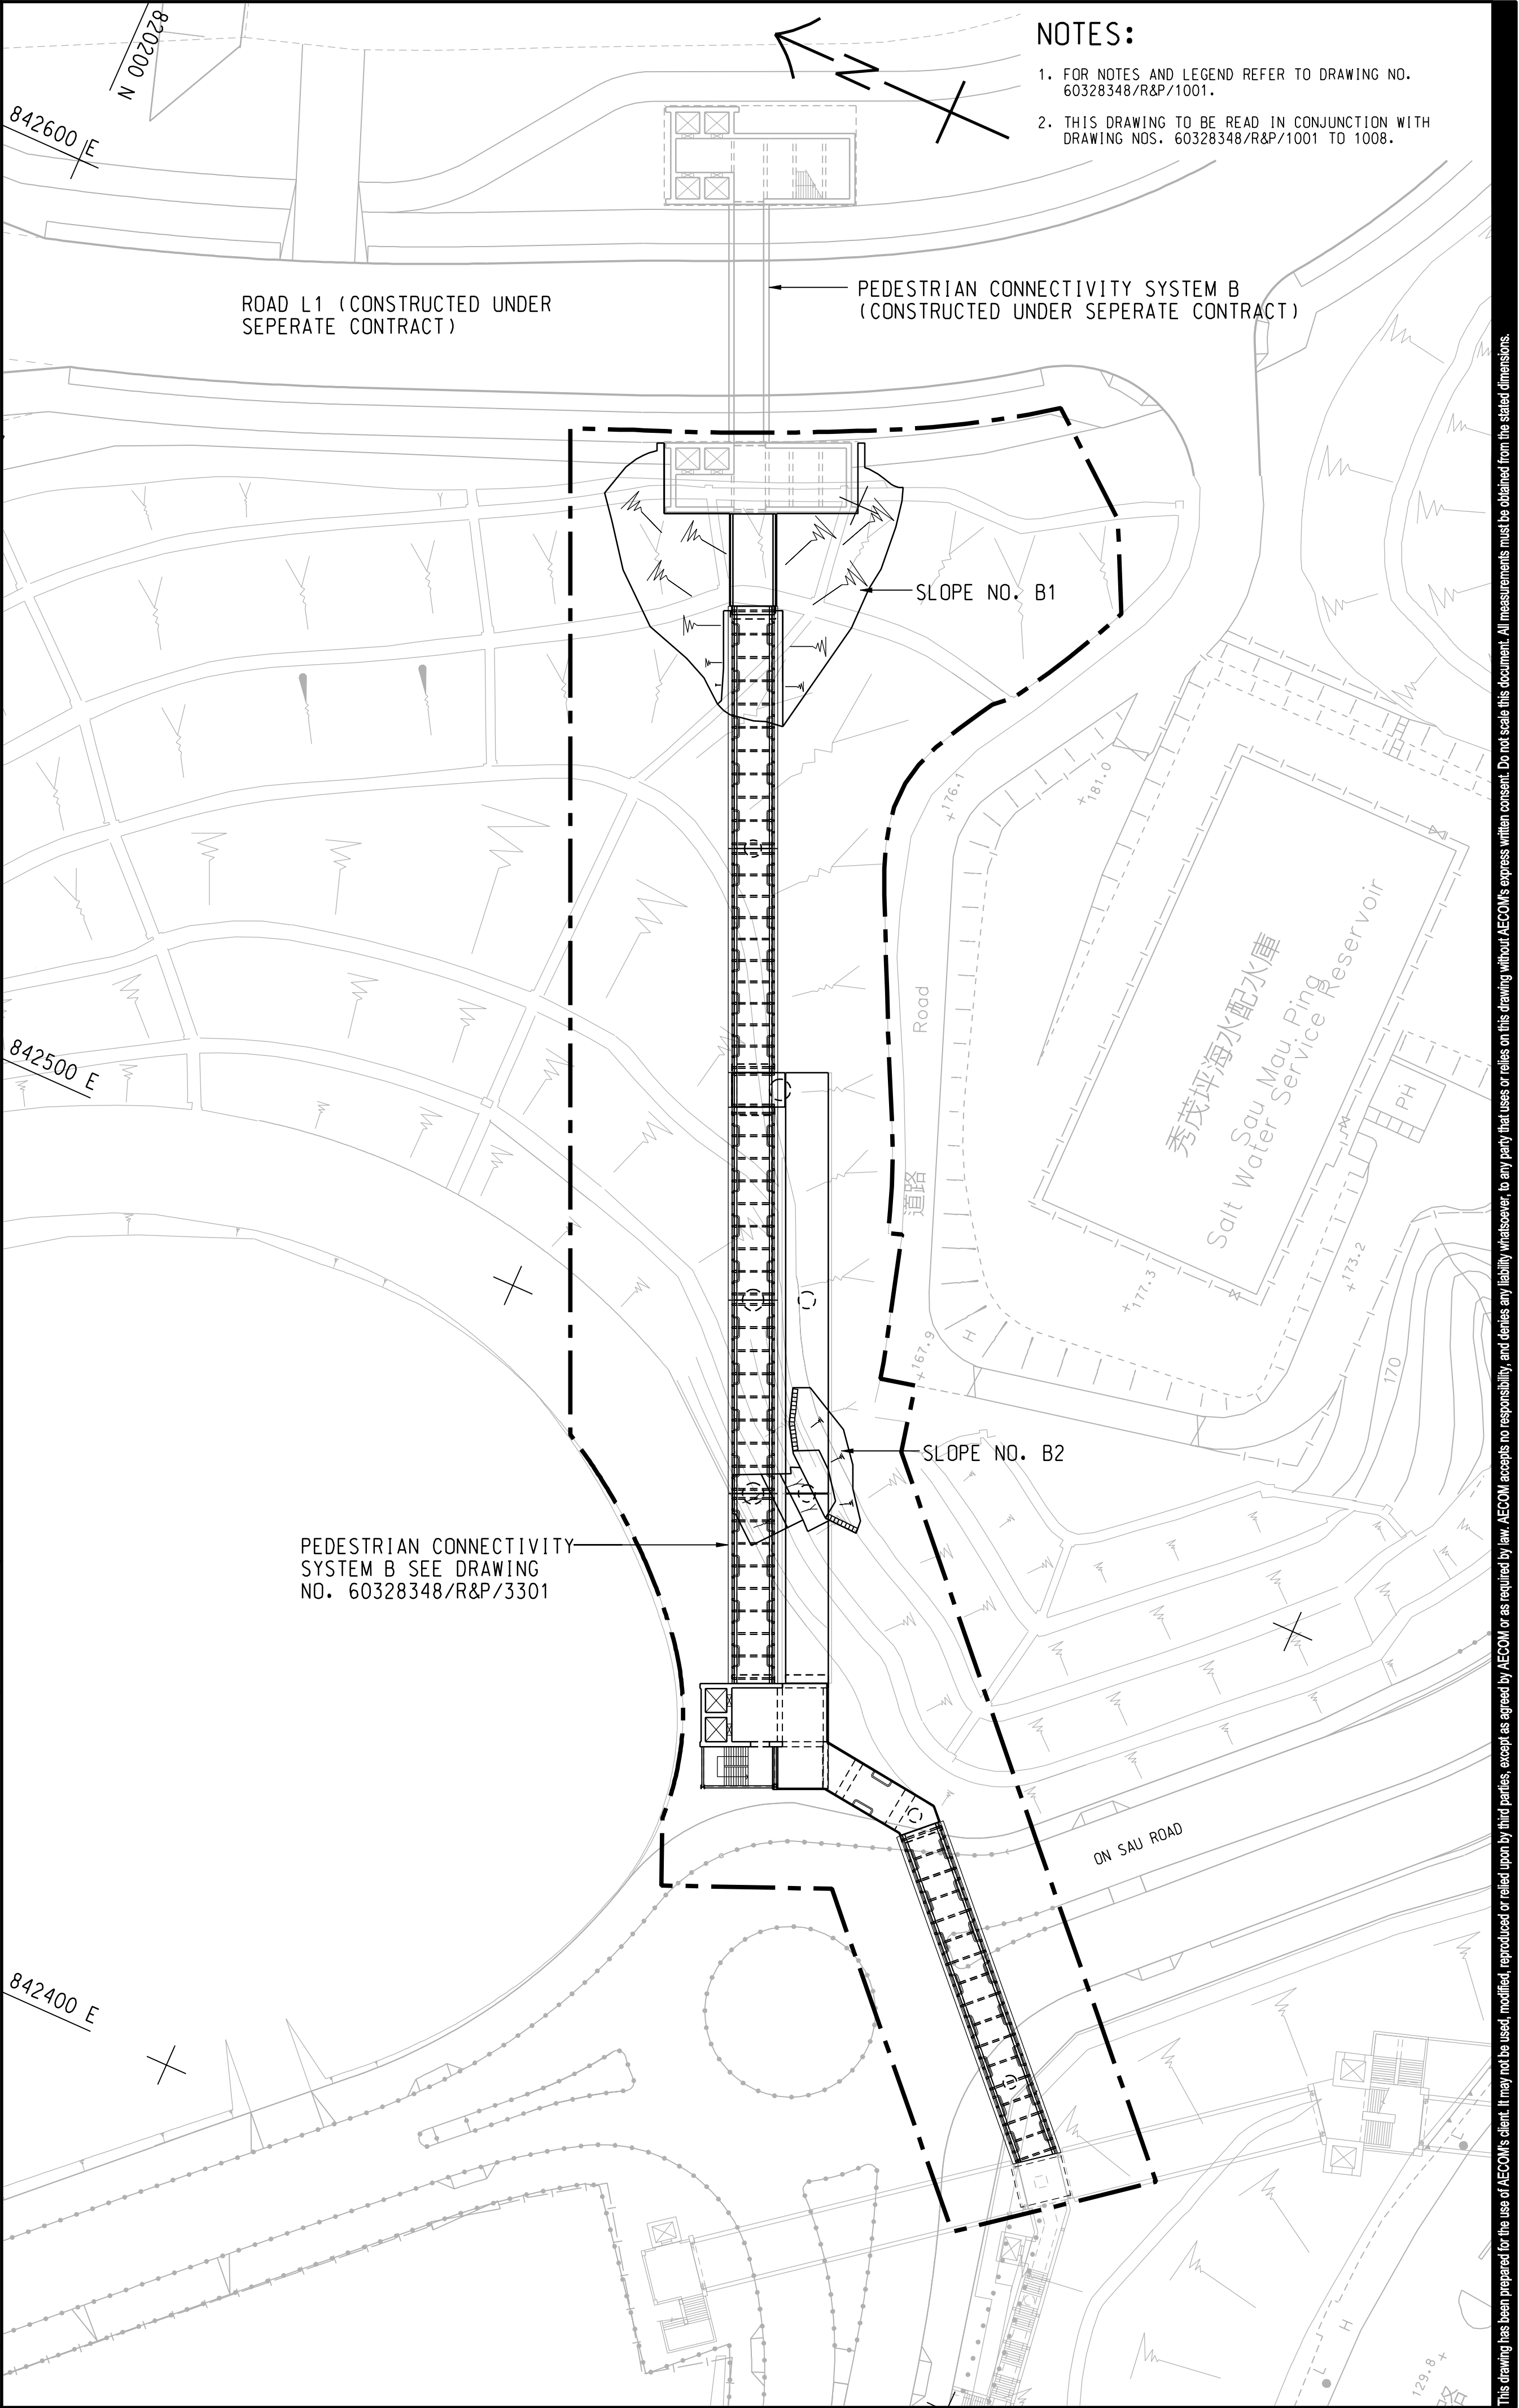 820200 N
842600 E
NOTES:
1. FOR NOTES AND LEGEND REFER TO DRAWING NO.
60328348/R&P/1001.
2. THIS DRAWING TO BE READ IN CONJUNCTION WITH
DRAWING NOS. 60328348/R&P/1001 TO 1008.
ROAD L1 (CONSTRUCTED UNDER
SEPERATE CONTRACT)
PEDESTRIAN CONNECTIVITY SYSTEM B
(CONSTRUCTED UNDER SEPERATE CONTRACT)
SLOPE NO. B1
176.1
181.0
Road
道路
秀茂坪海水配水庫
Sau Mau Ping
Salt Water Service Reservoir
PH
842500 E
177.3
173.2
167.9
H
170
SLOPE NO. B2
PEDESTRIAN CONNECTIVITY
SYSTEM B SEE DRAWING
NO. 60328348/R&P/3301
ON SAU ROAD
842400 E
L
H
L
129.8
This drawing has been prepared for the use of AECOM's client. It may not be used, modified, reproduced or relied upon by third parties, except as agreed by AECOM or as required by law. AECOM accepts no responsibility, and denies any liability whatsoever, to any party that uses or relies on this drawing without AECOM's express written consent. Do not scale this document. All measurements must be obtained from the stated dimensions.